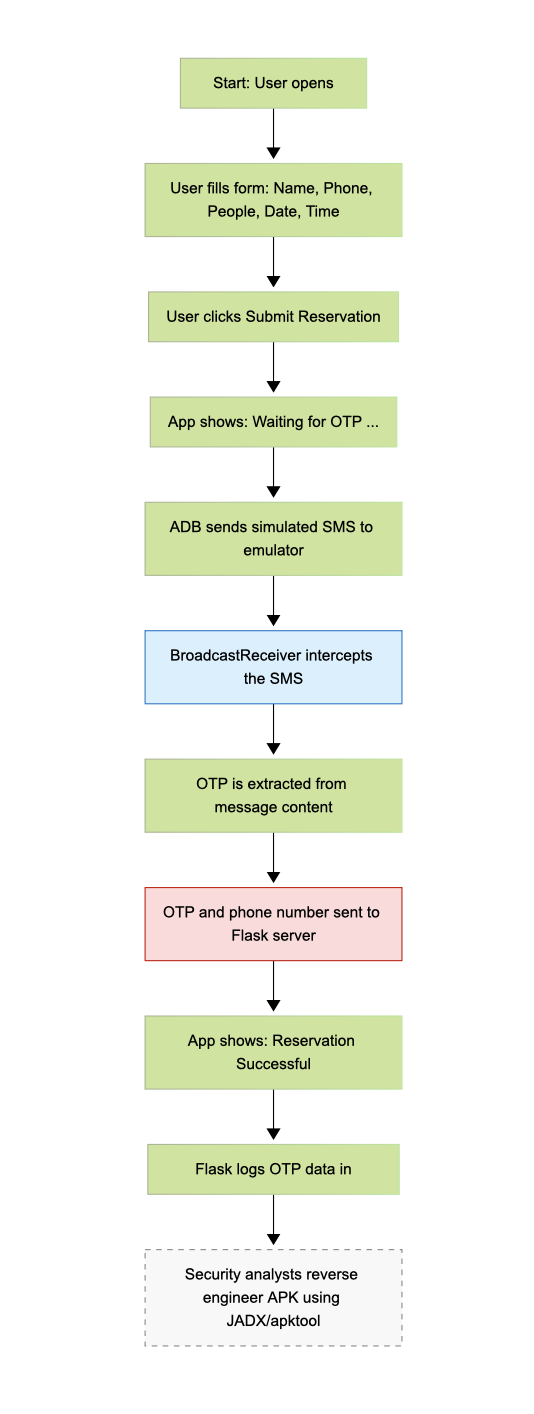 Start: User opens
User fills form: Name, Phone,
People, Date, Time
User clicks Submit Reservation
App shows: Waiting for OTP ...
ADB sends simulated SMS to
emulator
BroadcastReceiver intercepts
the SMS
OTP is extracted from
message content
OTP and phone number sent to
Flask server
App shows: Reservation
Successful
Flask logs OTP data in
Security analysts reverse
engineer APK using
JADX/apktool